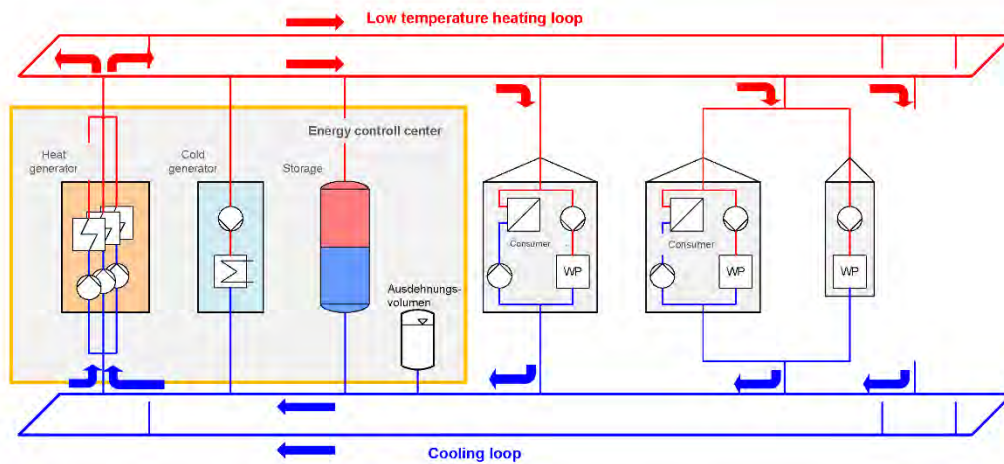 Low temperature heating loop
Energy controll center
Heat
generator
Cold
generator
Storage
Ausdehnungs-
volumen
Consumer
WP
Consumer
WP
WP
Cooling loop